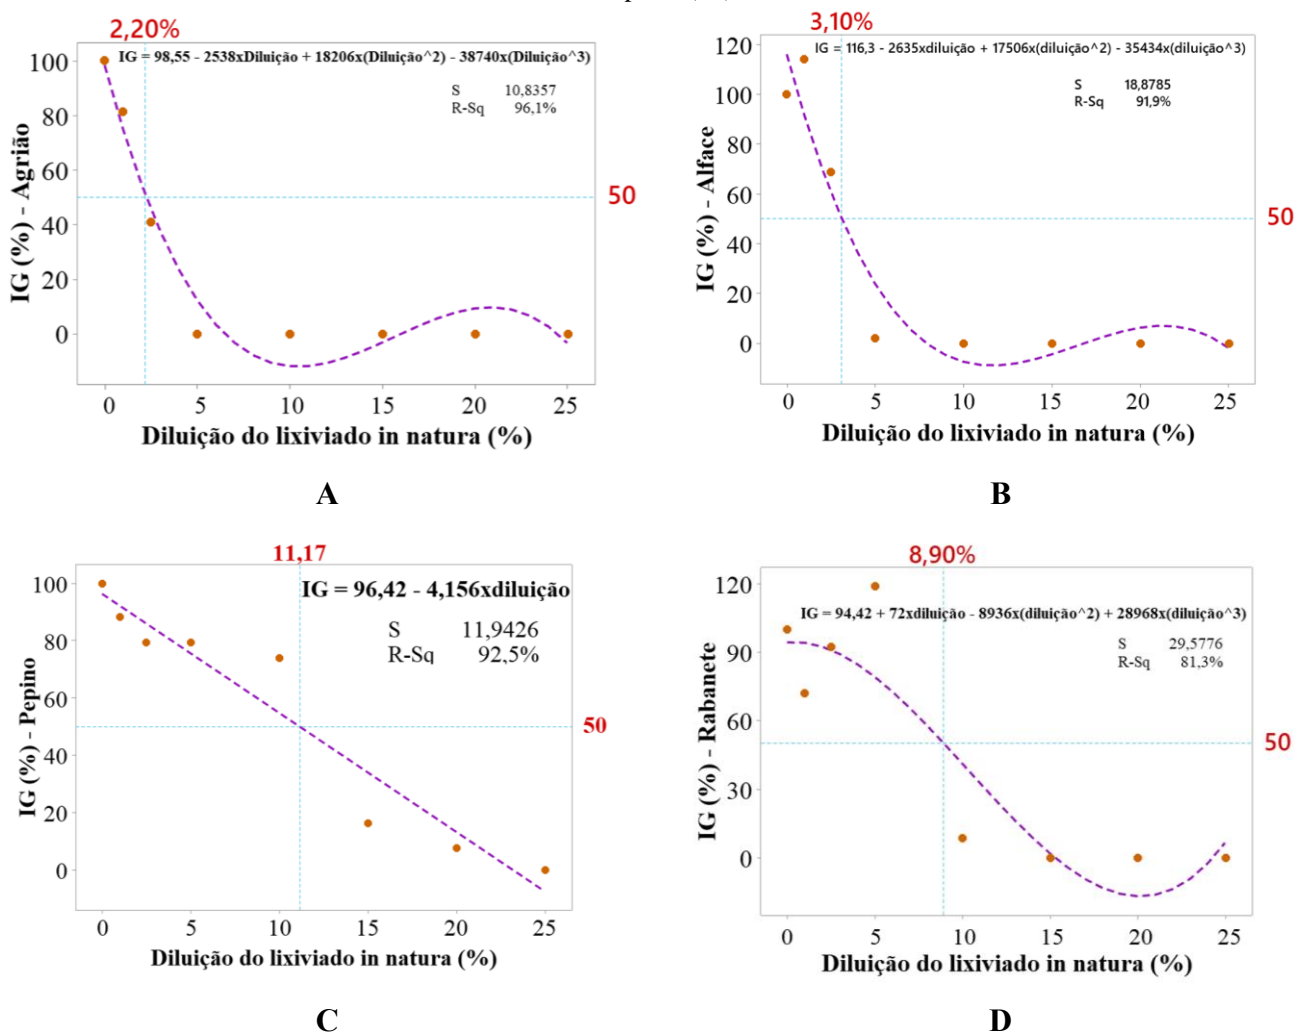 2,20%
IG = 98,55 - 2538xDiluição + 18206x(Diluição^2) - 38740x(Diluição^3)
S 10,8357
R-Sq 96,1%
100
80
60
40
20
0
50
IG (%) - Agrião
0 5 10 15 20 25
Diluição do lixiviado in natura (%)
A
3,10%
IG = 116,3 - 2635xdiluição + 17506x(diluição^2) - 35434x(diluição^3)
S 18,8785
R-Sq 91,9%
120
100
80
60
40
20
0
50
IG (%) - Alface
0 5 10 15 20 25
Diluição do lixiviado in natura (%)
B
11,17
IG = 96,42 - 4,156xdiluição
S 11,9426
R-Sq 92,5%
100
80
60
40
20
0
50
IG (%) - Pepino
0 5 10 15 20 25
Diluição do lixiviado in natura (%)
C
8,90%
IG = 94,42 + 72xdiluição - 8936x(diluição^2) + 28968x(diluição^3)
S 29,5776
R-Sq 81,3%
120
90
60
30
0
50
IG (%) - Rabanete
0 5 10 15 20 25
Diluição do lixiviado in natura (%)
D